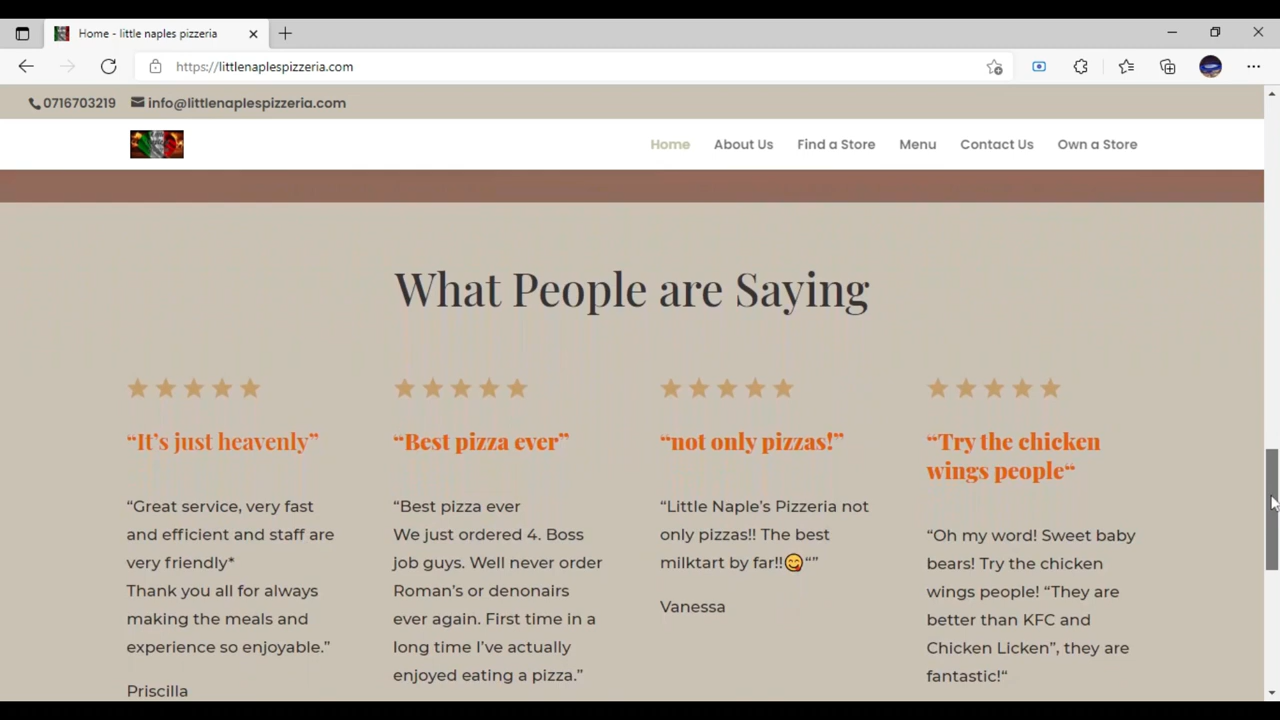 Home - little naples pizzeria
https://littlenaplespizzeria.com
0716703219 info@littlenaplespizzeria.com
Home About Us Find a Store Menu Contact Us Own a Store
What People are Saying
“It’s just heavenly”
“Great service, very fast
and efficient and staff are
very friendly*
Thank you all for always
making the meals and
experience so enjoyable.”
Priscilla
“Best pizza ever”
“Best pizza ever
We just ordered 4. Boss
job guys. Well never order
Roman’s or denonairs
ever again. First time in a
long time I’ve actually
enjoyed eating a pizza.”
“not only pizzas!”
“Little Naple’s Pizzeria not
only pizzas!! The best
milktart by far!!😋“”
Vanessa
“Try the chicken
wings people“
“Oh my word! Sweet baby
bears! Try the chicken
wings people! “They are
better than KFC and
Chicken Licken”, they are
fantastic!“